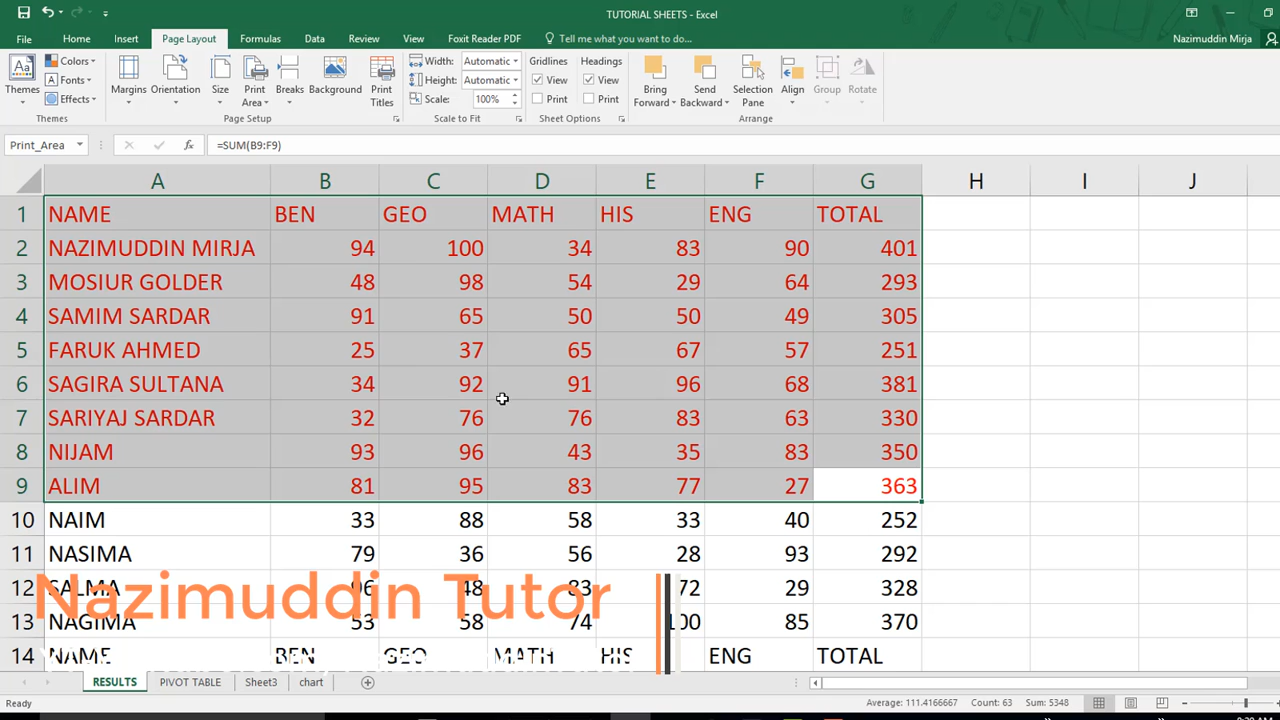 TUTORIAL SHEETS - Excel
File Home Insert Page Layout Formulas Data Review View Foxit Reader PDF Tell me what you want to do... Nazimuddin Mirja
Themes Colors Fonts Effects Margins Orientation Size Print Area Breaks Background Print Titles Width: Automatic Height: Automatic Scale: 100% Gridlines View Print Headings View Print Bring Forward Send Backward Selection Pane Align Group Rotate
Themes Page Setup Scale to Fit Sheet Options Arrange
Print_Area fx =SUM(B9:F9)
A B C D E F G H I J
1 NAME BEN GEO MATH HIS ENG TOTAL
2 NAZIMUDDIN MIRJA 94 100 34 83 90 401
3 MOSIUR GOLDER 48 98 54 29 64 293
4 SAMIM SARDAR 91 65 50 50 49 305
5 FARUK AHMED 25 37 65 67 57 251
6 SAGIRA SULTANA 34 92 91 96 68 381
7 SARIYAJ SARDAR 32 76 76 83 63 330
8 NIJAM 93 96 43 35 83 350
9 ALIM 81 95 83 77 27 363
10 NAIM 33 88 58 33 40 252
11 NASIMA 79 36 56 28 93 292
12 SALMA 96 48 83 72 29 328
Nazimuddin Tutor
13 NAGIMA 53 58 74 100 85 370
14 NAME BEN GEO MATH HIS ENG TOTAL
RESULTS PIVOT TABLE Sheet3 chart
Ready Average: 111.4166667 Count: 63 Sum: 5348